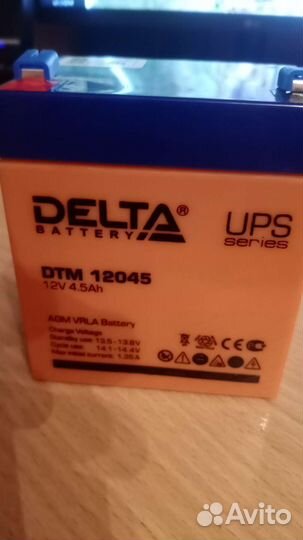 DELTA®
BATTERY
UPS
series
DTM 12045
12V 4.5Ah
AGM VRLA Battery
Charge Voltage
Standby use : 13.5 - 13.8V
Cycle use : 14.1 - 14.4V
Max initial current: 1.35A
Avito